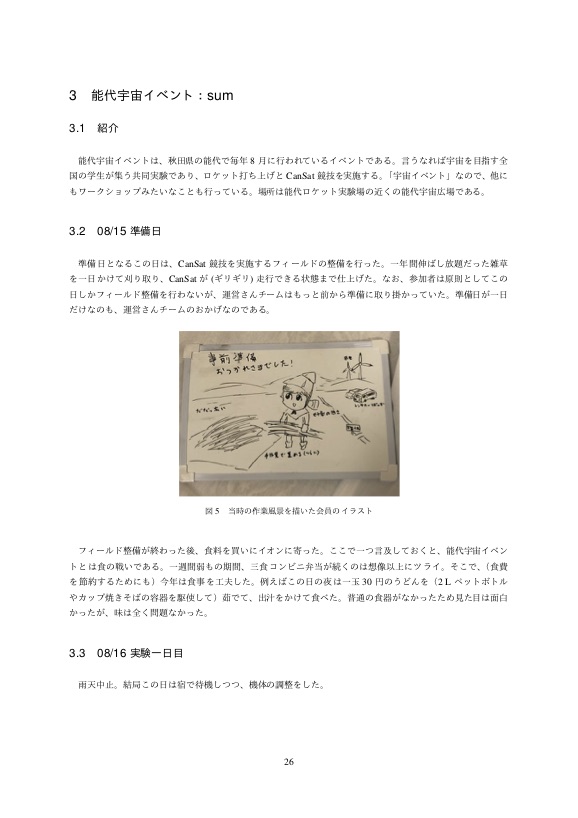 3 能代宇宙イベント：sum
3.1 紹介
能代宇宙イベントは、秋田県の能代で毎年 8 月に行われているイベントである。言うなれば宇宙を目指す全
国の学生が集う共同実験であり、ロケット打ち上げと CanSat 競技を実施する。「宇宙イベント」なので、他に
もワークショップみたいなことも行っている。場所は能代ロケット実験場の近くの能代宇宙広場である。
3.2 08/15 準備日
準備日となるこの日は、CanSat 競技を実施するフィールドの整備を行った。一年間伸ばし放題だった雑草
を一日かけて刈り取り、CanSat が (ギリギリ) 走行できる状態まで仕上げた。なお、参加者は原則としてこの
日しかフィールド整備を行わないが、運営さんチームはもっと前から準備に取り掛かっていた。準備日が一日
だけなのも、運営さんチームのおかげなのである。
事前準備
おつかれさまでした！
だだっ広い
図 5 当時の作業風景を描いた会員のイラスト
フィールド整備が終わった後、食料を買いにイオンに寄った。ここで一つ言及しておくと、能代宇宙イベン
トとは食の戦いである。一週間弱もの期間、三食コンビニ弁当が続くのは想像以上にツライ。そこで、（食費
を節約するためにも）今年は食事を工夫した。例えばこの日の夜は一玉 30 円のうどんを（2 L ペットボトル
やカップ焼きそばの容器を駆使して）茹でて、出汁をかけて食べた。普通の食器がなかったため見た目は面白
かったが、味は全く問題なかった。
3.3 08/16 実験一日目
雨天中止。結局この日は宿で待機しつつ、機体の調整をした。
26